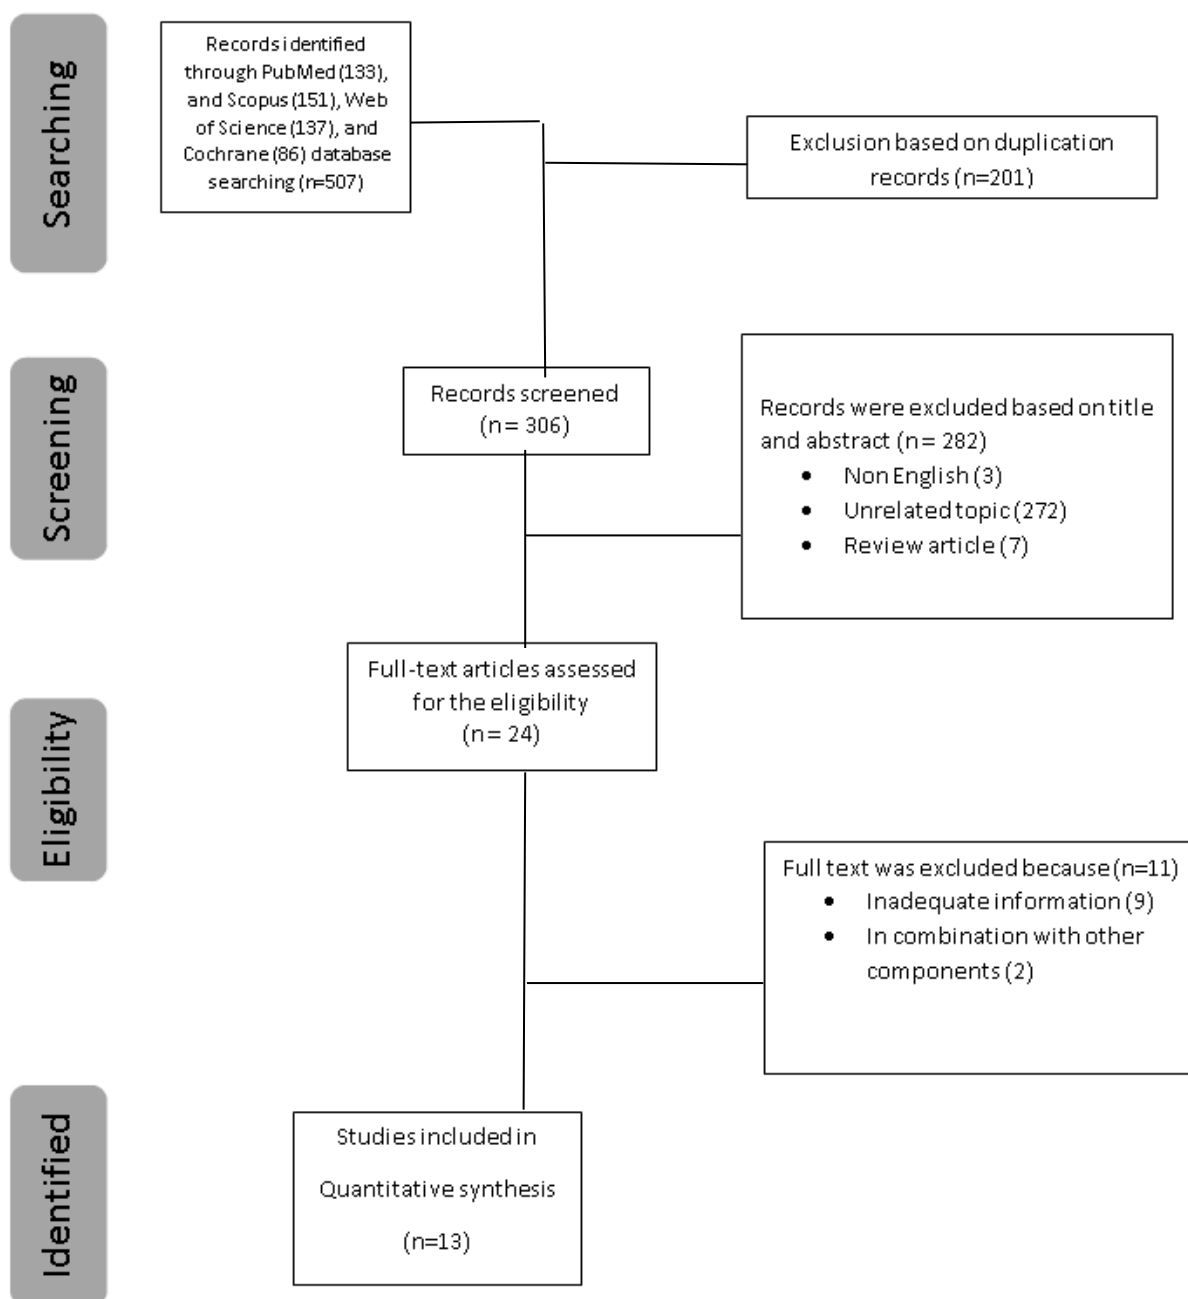 Searching
Records identified
through PubMed (133),
and Scopus (151), Web
of Science (137), and
Cochrane (86) database
searching (n=507)
Exclusion based on duplication
records (n=201)
Screening
Records screened
(n = 306)
Records were excluded based on title
and abstract (n = 282)
• Non English (3)
• Unrelated topic (272)
• Review article (7)
Eligibility
Full-text articles assessed
for the eligibility
(n = 24)
Full text was excluded because (n=11)
• Inadequate information (9)
• In combination with other
components (2)
Identified
Studies included in
Quantitative synthesis
(n=13)